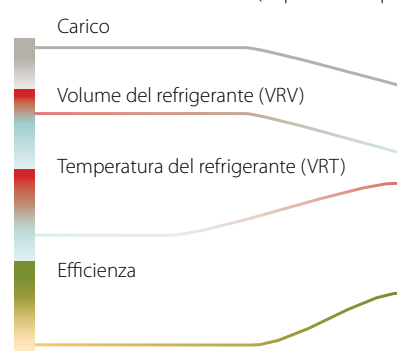 Carico
Volume del refrigerante (VRV)
Temperatura del refrigerante (VRT)
Efficienza